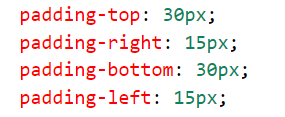 padding-top: 30px;
padding-right: 15px;
padding-bottom: 30px;
padding-left: 15px;